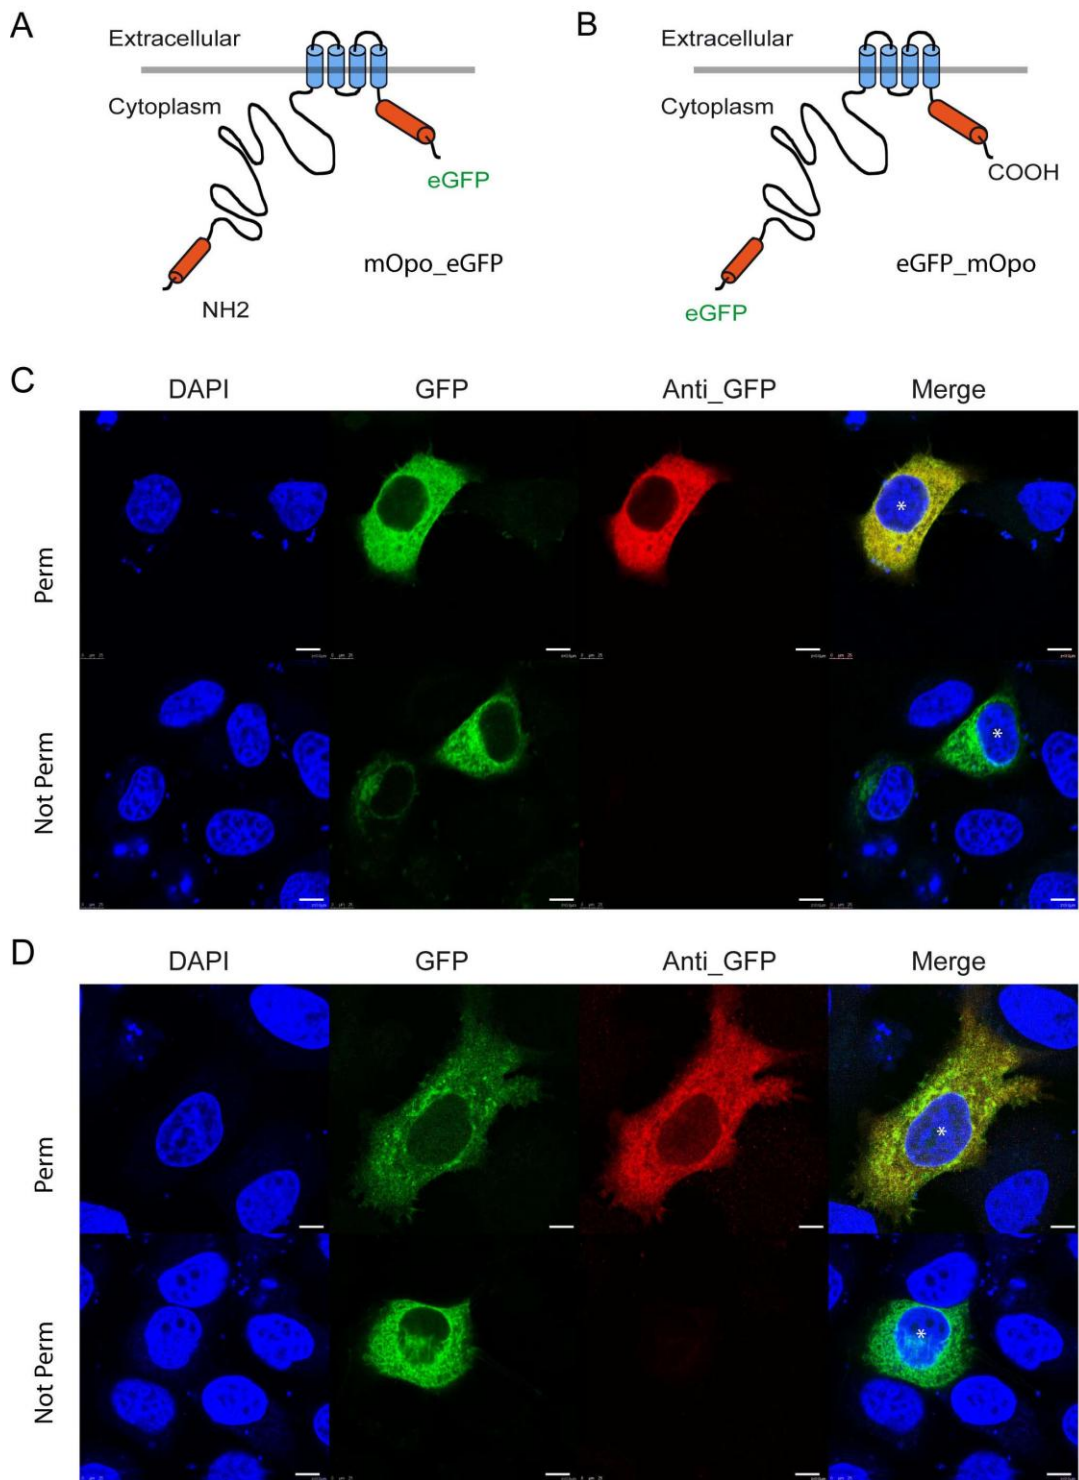 A
B
Extracellular
Extracellular
Cytoplasm
Cytoplasm
eGFP
COOH
mOpo_eGFP
eGFP_mOpo
NH2
eGFP
C
DAPI GFP Anti_GFP Merge
Perm
*
Not Perm
*
D
DAPI GFP Anti_GFP Merge
Perm
*
Not Perm
*